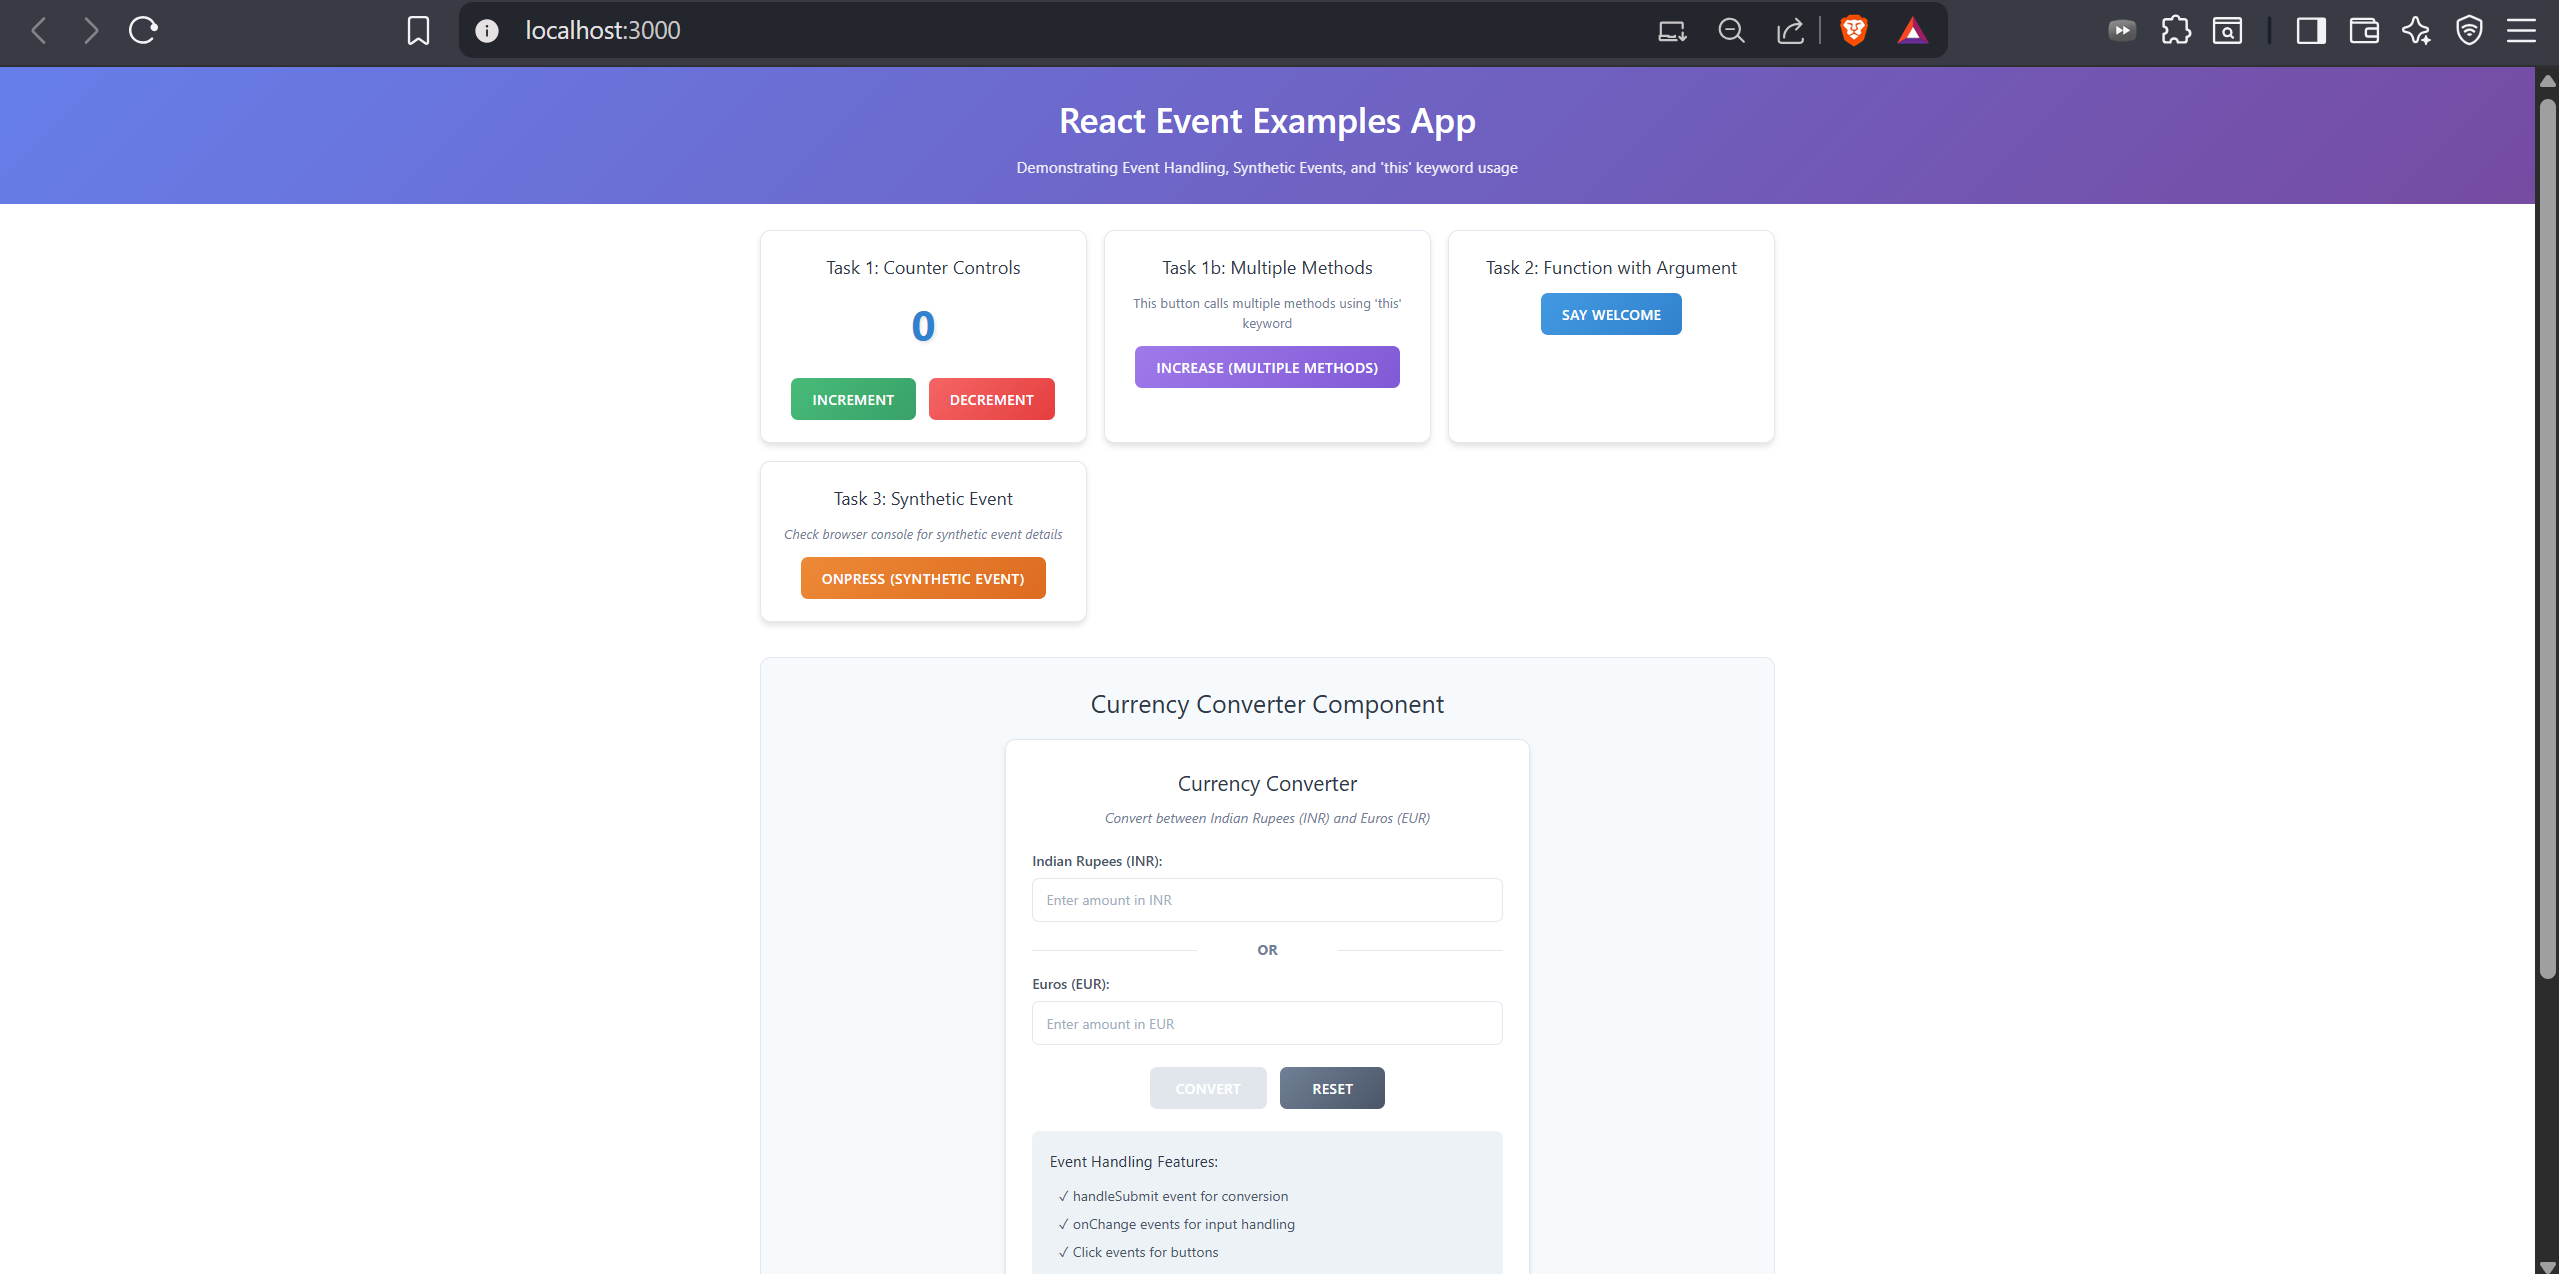 localhost:3000
React Event Examples App
Demonstrating Event Handling, Synthetic Events, and 'this' keyword usage
Task 1: Counter Controls
0
INCREMENT
DECREMENT
Task 1b: Multiple Methods
This button calls multiple methods using 'this'
keyword
INCREASE (MULTIPLE METHODS)
Task 2: Function with Argument
SAY WELCOME
Task 3: Synthetic Event
Check browser console for synthetic event details
ONPRESS (SYNTHETIC EVENT)
Currency Converter Component
Currency Converter
Convert between Indian Rupees (INR) and Euros (EUR)
Indian Rupees (INR):
Enter amount in INR
OR
Euros (EUR):
Enter amount in EUR
CONVERT
RESET
Event Handling Features:
✓ handleSubmit event for conversion
✓ onChange events for input handling
✓ Click events for buttons